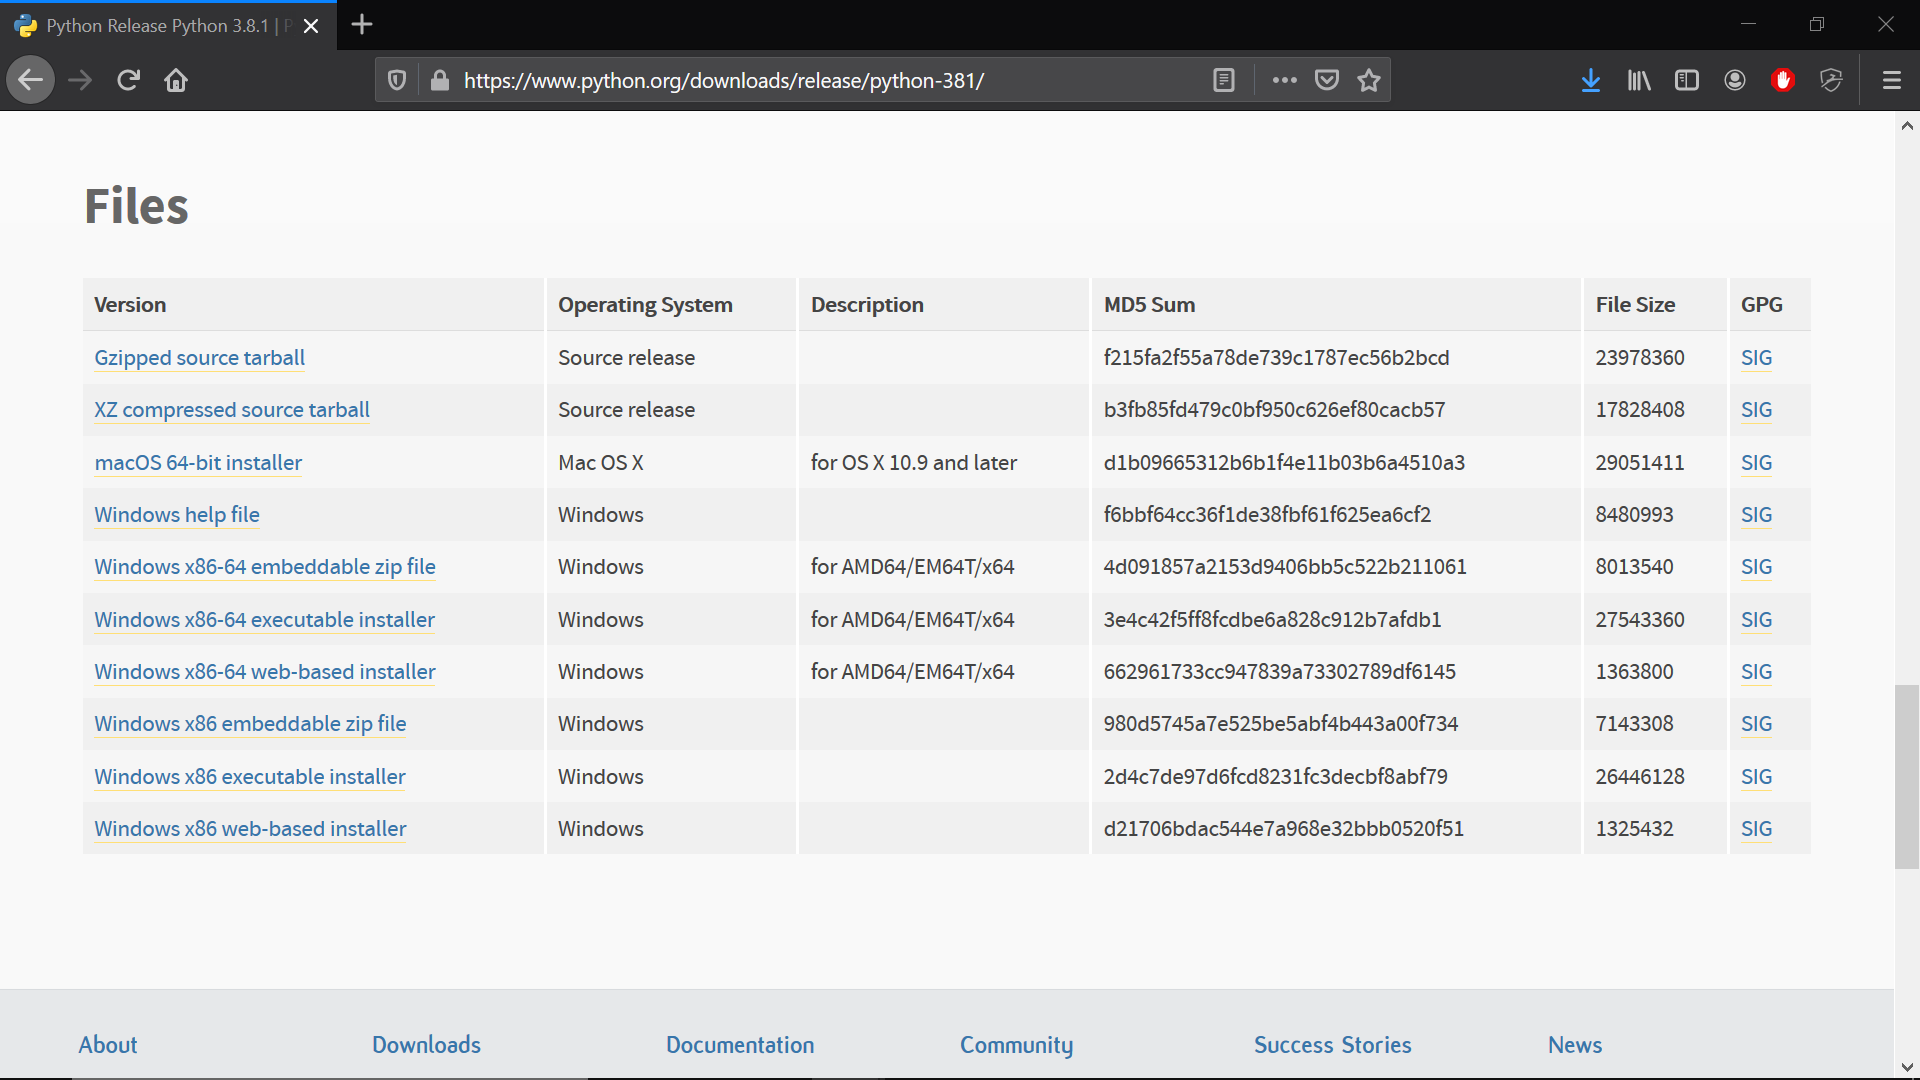 Python Release Python 3.8.1 | P
https://www.python.org/downloads/release/python-381/
Files
Version Operating System Description MD5 Sum File Size GPG
Gzipped source tarball Source release f215fa2f55a78de739c1787ec56b2bcd 23978360 SIG
XZ compressed source tarball Source release b3fb85fd479c0bf950c626ef80cacb57 17828408 SIG
macOS 64-bit installer Mac OS X for OS X 10.9 and later d1b09665312b6b1f4e11b03b6a4510a3 29051411 SIG
Windows help file Windows f6bbf64cc36f1de38fbf61f625ea6cf2 8480993 SIG
Windows x86-64 embeddable zip file Windows for AMD64/EM64T/x64 4d091857a2153d9406bb5c522b211061 8013540 SIG
Windows x86-64 executable installer Windows for AMD64/EM64T/x64 3e4c42f5ff8fcdbe6a828c912b7afdb1 27543360 SIG
Windows x86-64 web-based installer Windows for AMD64/EM64T/x64 662961733cc947839a73302789df6145 1363800 SIG
Windows x86 embeddable zip file Windows 980d5745a7e525be5abf4b443a00f734 7143308 SIG
Windows x86 executable installer Windows 2d4c7de97d6fcd8231fc3decbf8abf79 26446128 SIG
Windows x86 web-based installer Windows d21706bdac544e7a968e32bbb0520f51 1325432 SIG
About Downloads Documentation Community Success Stories News